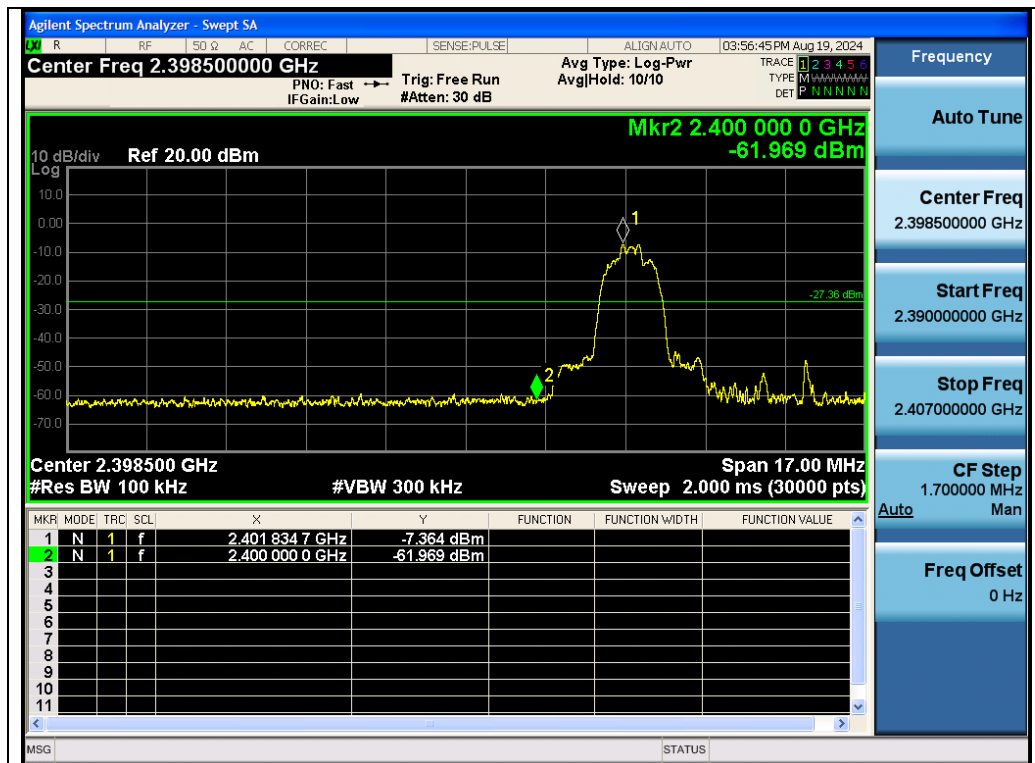 Agilent Spectrum Analyzer - Swept SA
LXI R RF 50 Ω AC CORREC SENSE:PULSE ALIGN AUTO 03:56:45 PM Aug 19, 2024
Center Freq 2.398500000 GHz
Avg Type: Log-Pwr
TRACE 1 2 3 4 5 6
PNO: Fast
Trig: Free Run
Avg|Hold: 10/10
TYPE M WWWWW
IFGain:Low
#Atten: 30 dB
DET P N N N N N
Mkr2 2.400 000 0 GHz
10 dB/div Ref 20.00 dBm -61.969 dBm
Log
10.0
0.00
1
-10.0
-20.0
-27.36 dBm
-30.0
-40.0
-50.0
2
-60.0
-70.0
Center 2.398500 GHz Span 17.00 MHz
#Res BW 100 kHz #VBW 300 kHz Sweep 2.000 ms (30000 pts)
MKR MODE TRC SCL X Y FUNCTION FUNCTION WIDTH FUNCTION VALUE
1 N 1 f 2.401 834 7 GHz -7.364 dBm
2 N 1 f 2.400 000 0 GHz -61.969 dBm
3
4
5
6
7
8
9
10
11
MSG STATUS
Frequency
Auto Tune
Center Freq
2.398500000 GHz
Start Freq
2.390000000 GHz
Stop Freq
2.407000000 GHz
CF Step
1.700000 MHz
Auto Man
Freq Offset
0 Hz